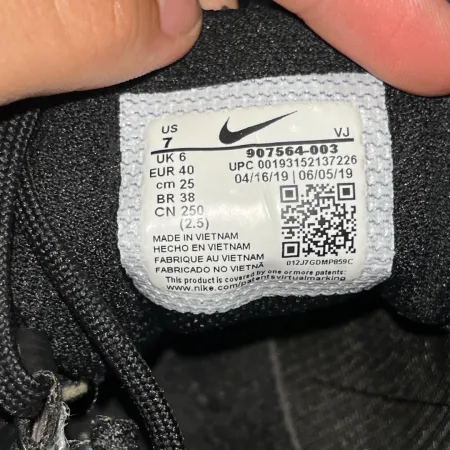 US
7
VJ
UK 6
907564-003
EUR 40
UPC 00193152137226
cm 25
04/16/19 | 06/05/19
BR 38
CN 250
(2.5)
MADE IN VIETNAM
HECHO EN VIETNAM
FABRIQUE AU VIETNAM
FABRICADO NO VIETNÃ
012J7GDMP859C
This product is covered by one or more patents:
www.nike.com/patentsvirtualmarking